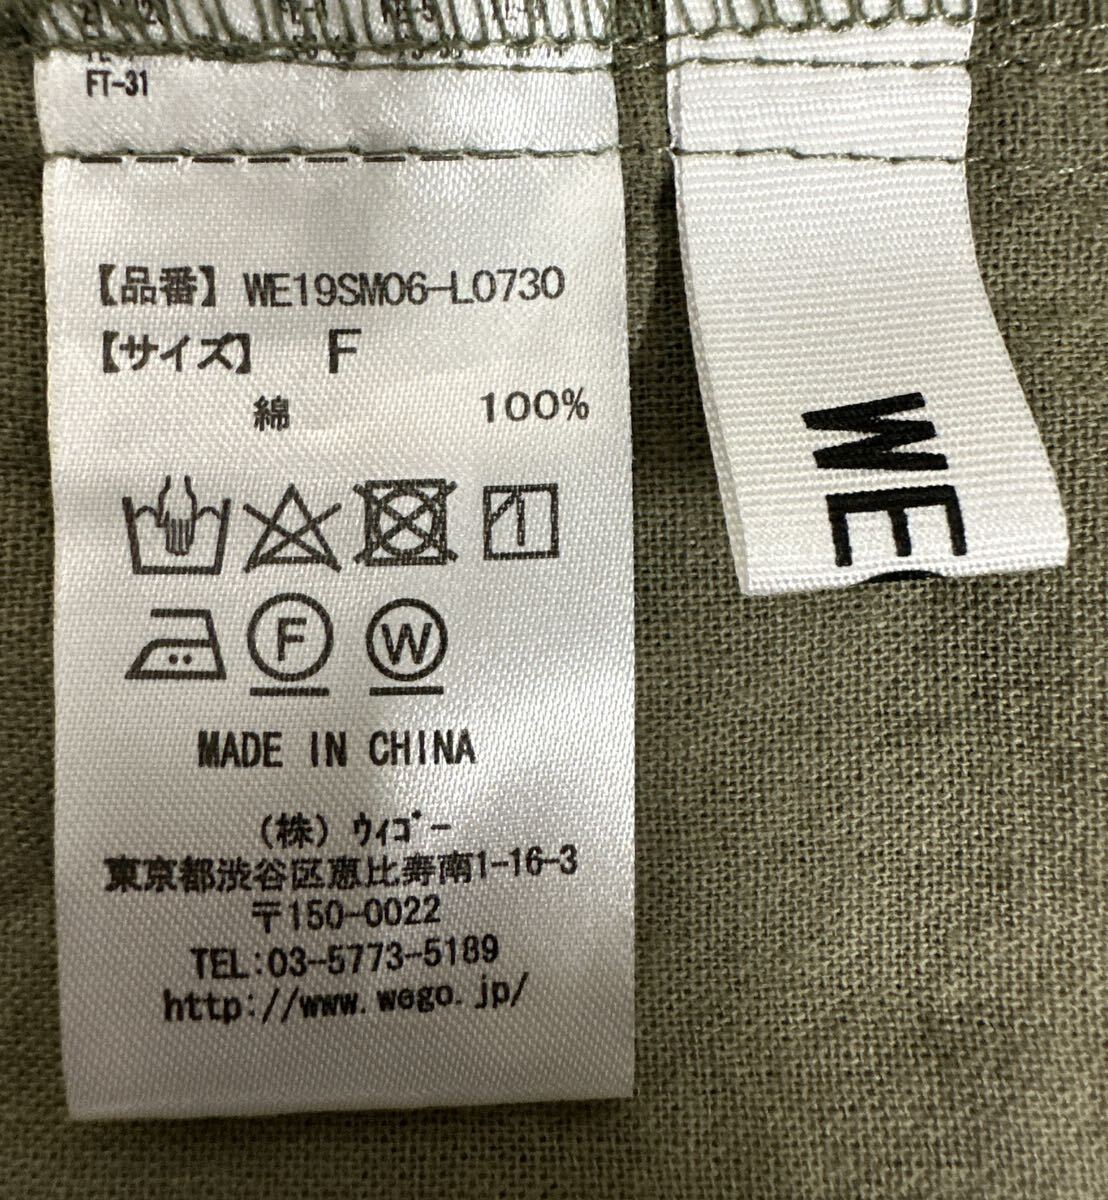 FT-31
【品番】 WE19SM06-L0730
【サイズ】 F
綿 100%
F W
MADE IN CHINA
(株) ｳｨｺﾞｰ
東京都渋谷区恵比寿南1-16-3
〒150-0022
TEL:03-5773-5189
http://www.wego.jp/
WE